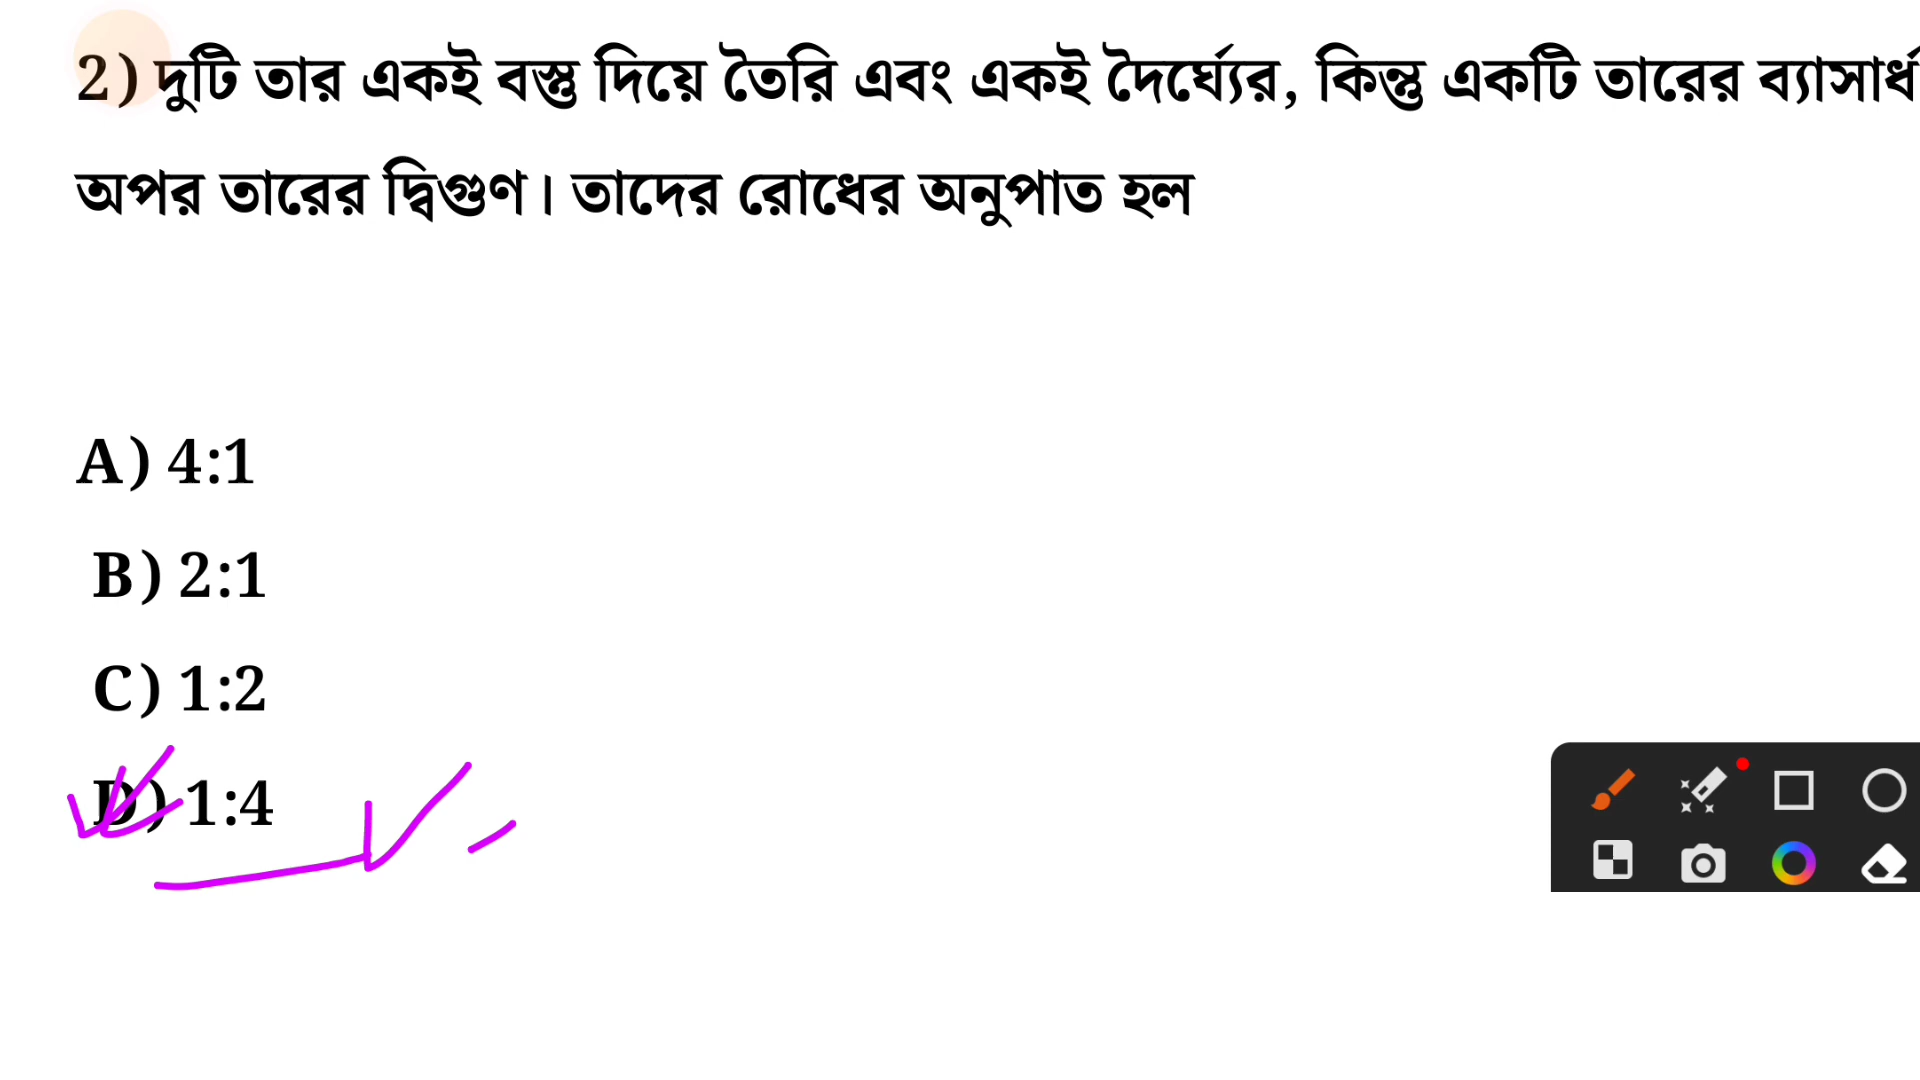 2) দুটি তার একই বস্তু দিয়ে তৈরি এবং একই দৈর্ঘ্যের, কিন্তু একটি তারের ব্যাসার্ধ
অপর তারের দ্বিগুণ। তাদের রোধের অনুপাত হল
A) 4:1
B) 2:1
C) 1:2
D) 1:4